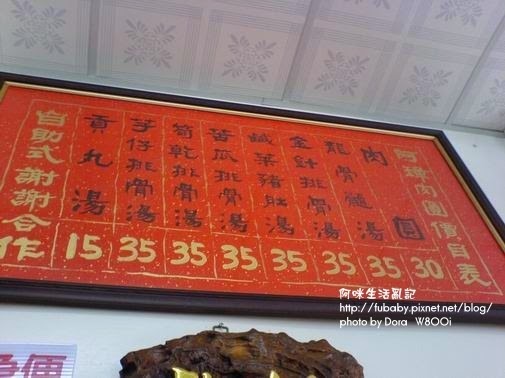 阿璋肉圓價目表
肉圓 30
龍骨髓湯 35
金針排骨湯 35
鹹菜豬肚湯 35
苦瓜排骨湯 35
筍乾排骨湯 35
芋仔排骨湯 35
貢丸湯 15
自助式謝謝合作
阿咪生活亂記
http://fubaby.pixnet.net/blog/
photo by Dora W800i